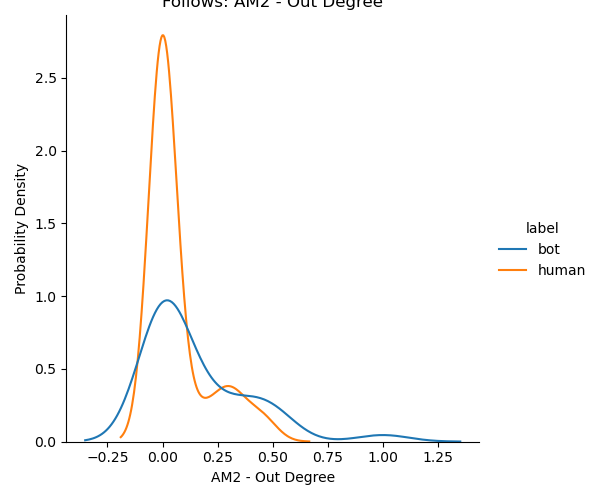 Follows: AM2 - Out Degree
Probability Density
2.5
2.0
1.5
1.0
0.5
0.0
−0.25 0.00 0.25 0.50 0.75 1.00 1.25
AM2 - Out Degree
label
bot
human